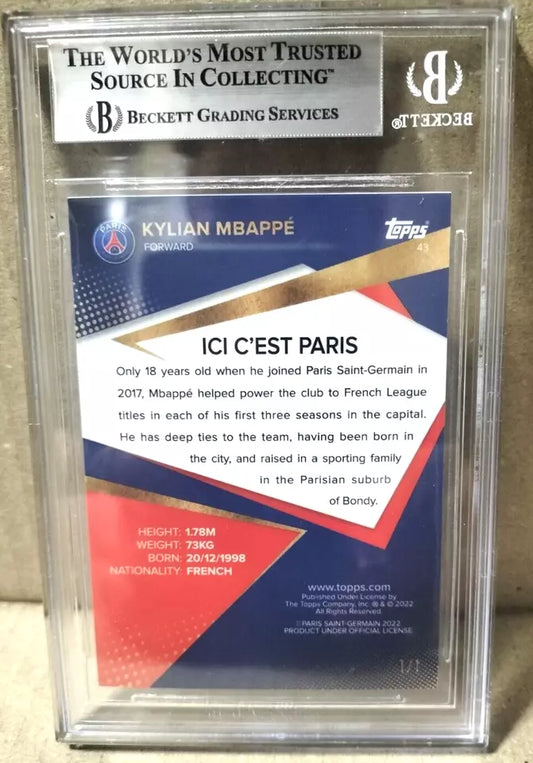 THE WORLD'S MOST TRUSTED
SOURCE IN COLLECTING™
B BECKETT GRADING SERVICES
B
BECKETT®
PARIS
KYLIAN MBAPPÉ
FORWARD
Topps®
43
ICI C'EST PARIS
Only 18 years old when he joined Paris Saint-Germain in
2017, Mbappé helped power the club to French League
titles in each of his first three seasons in the capital.
He has deep ties to the team, having been born in
the city, and raised in a sporting family
in the Parisian suburb
of Bondy.
HEIGHT: 1.78M
WEIGHT: 73KG
BORN: 20/12/1998
NATIONALITY: FRENCH
www.topps.com
Published Under License by
The Topps Company, Inc. ® & © 2022
All Rights Reserved.
©PARIS SAINT-GERMAIN 2022
PRODUCT UNDER OFFICIAL LICENSE
1/1